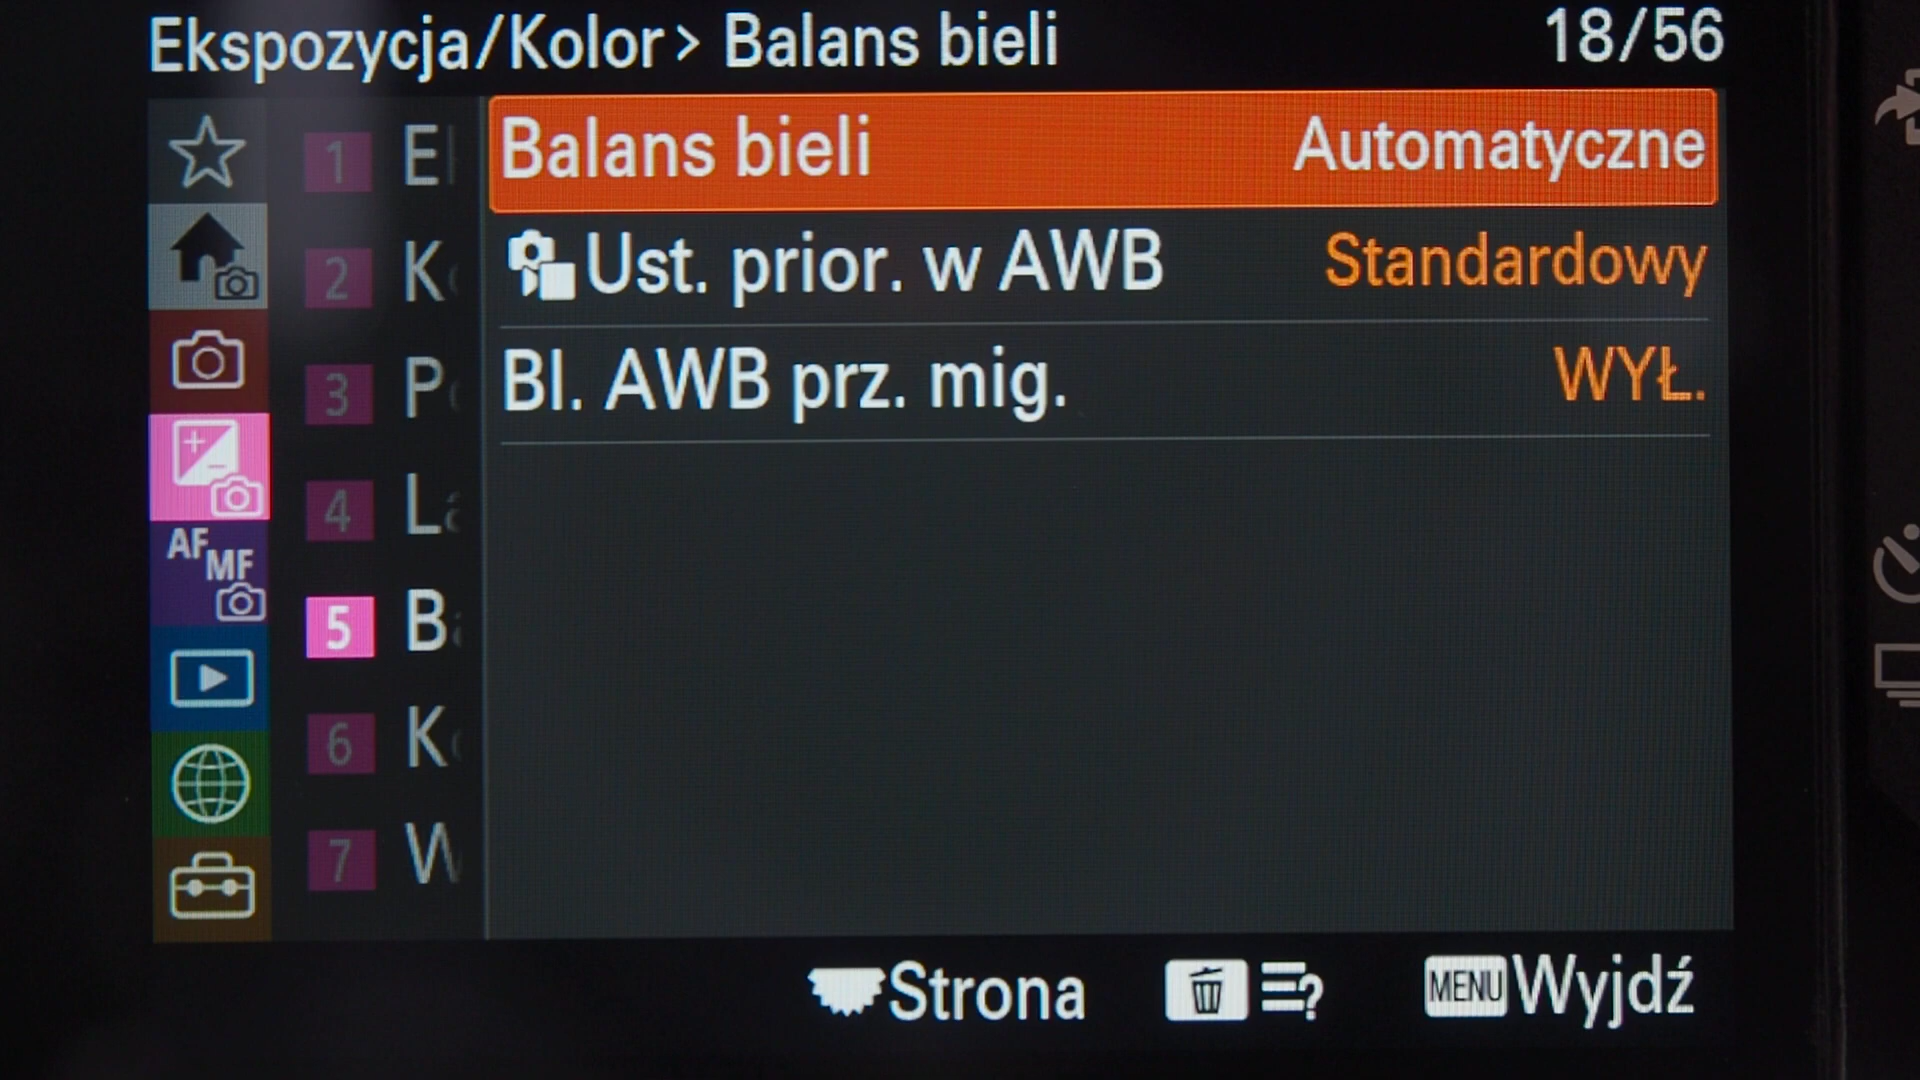 Ekspozycja/Kolor> Balans bieli 18/56
1
2
3
4
5
6
7
Balans bieli Automatyczne
Ust. prior. w AWB Standardowy
Bl. AWB prz. mig. WYŁ.
AF MF
Strona MENU Wyjdź